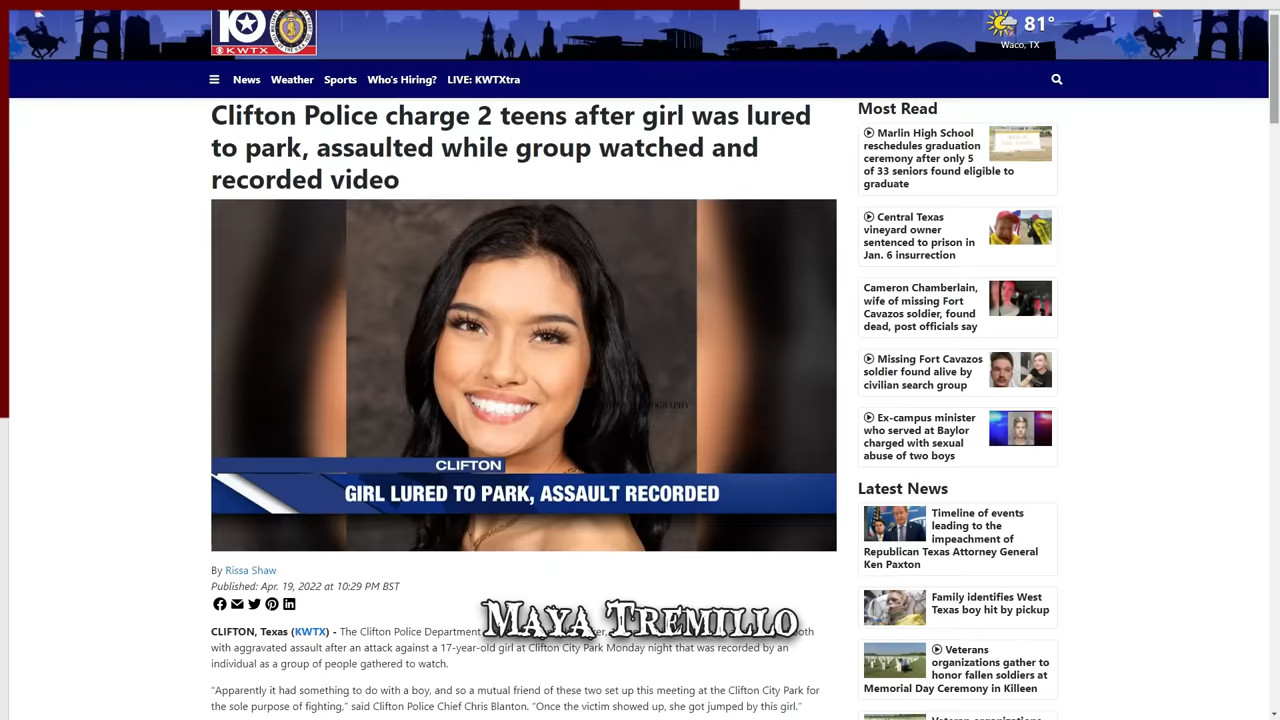 10
KWTX
81°
Waco, TX
News Weather Sports Who's Hiring? LIVE: KWTXtra
Clifton Police charge 2 teens after girl was lured
to park, assaulted while group watched and
recorded video
CLIFTON
GIRL LURED TO PARK, ASSAULT RECORDED
By Rissa Shaw
Published: Apr. 19, 2022 at 10:29 PM BST
MAYA TREMILLO
CLIFTON, Texas (KWTX) - The Clifton Police Department
with aggravated assault after an attack against a 17-year-old girl at Clifton City Park Monday night that was recorded by an
individual as a group of people gathered to watch.
“Apparently it had something to do with a boy, and so a mutual friend of these two set up this meeting at the Clifton City Park for
the sole purpose of fighting,” said Clifton Police Chief Chris Blanton. “Once the victim showed up, she got jumped by this girl.”
Most Read
Marlin High School
reschedules graduation
ceremony after only 5
of 33 seniors found eligible to
graduate
Central Texas
vineyard owner
sentenced to prison in
Jan. 6 insurrection
Cameron Chamberlain,
wife of missing Fort
Cavazos soldier, found
dead, post officials say
Missing Fort Cavazos
soldier found alive by
civilian search group
Ex-campus minister
who served at Baylor
charged with sexual
abuse of two boys
Latest News
Timeline of events
leading to the
impeachment of
Republican Texas Attorney General
Ken Paxton
Family identifies West
Texas boy hit by pickup
Veterans
organizations gather to
honor fallen soldiers at
Memorial Day Ceremony in Killeen